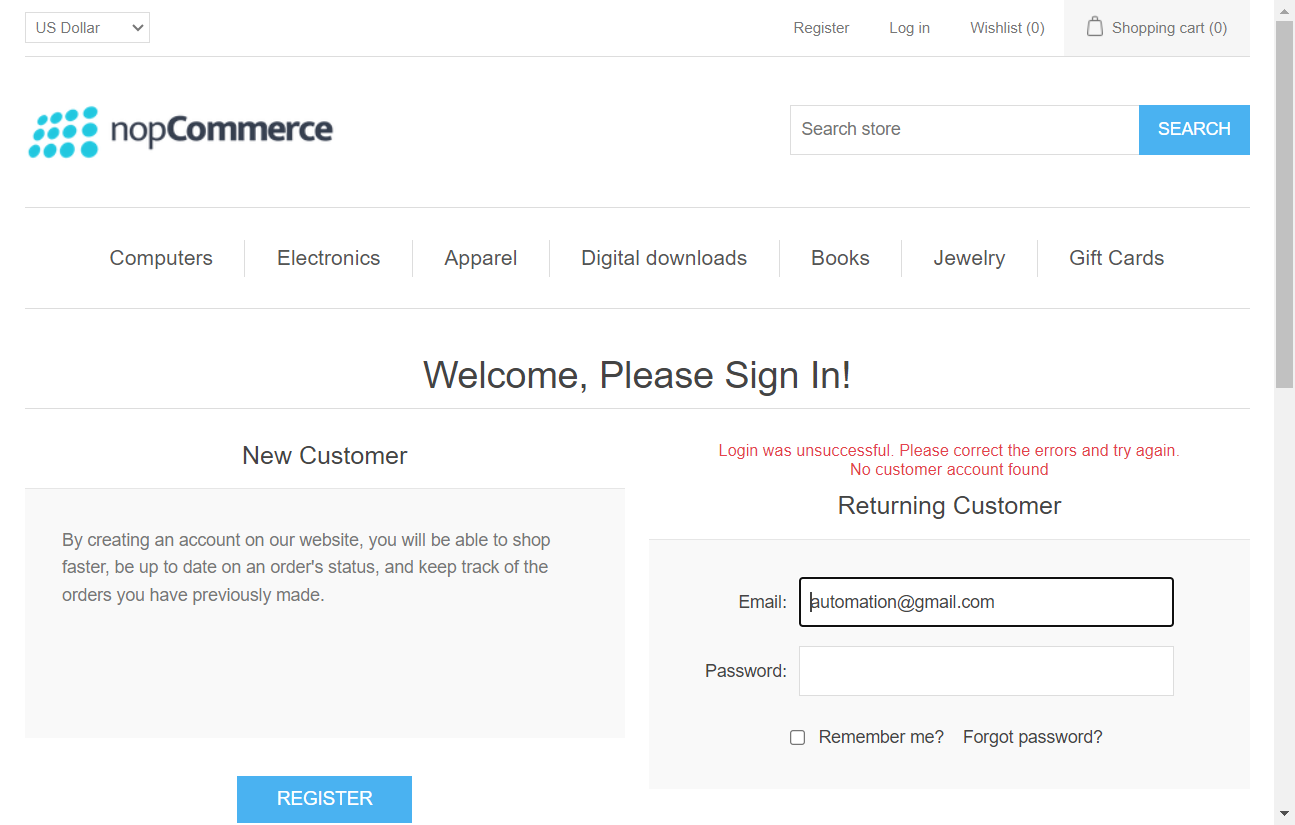 US Dollar
Register Log in Wishlist (0) Shopping cart (0)
nopCommerce
Search store SEARCH
Computers Electronics Apparel Digital downloads Books Jewelry Gift Cards
Welcome, Please Sign In!
New Customer
By creating an account on our website, you will be able to shop
faster, be up to date on an order's status, and keep track of the
orders you have previously made.
REGISTER
Login was unsuccessful. Please correct the errors and try again.
No customer account found
Returning Customer
Email: automation@gmail.com
Password:
Remember me? Forgot password?